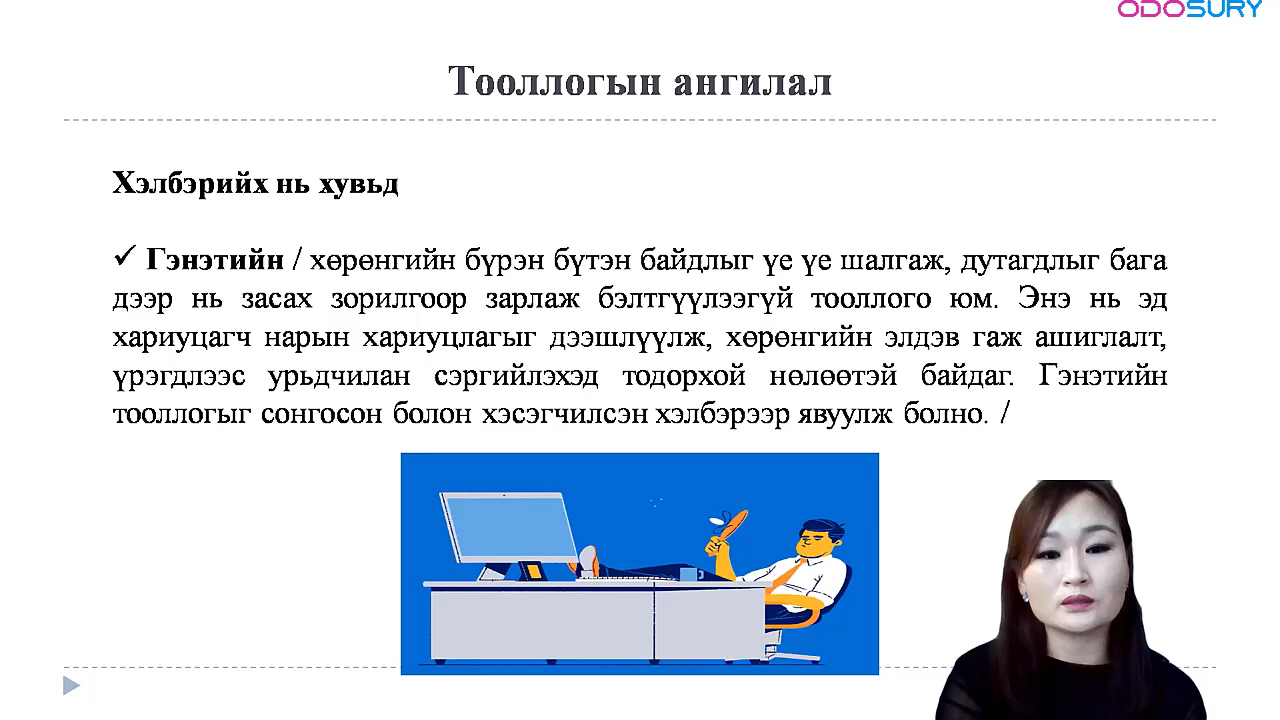 ODOSURY
Тооллогын ангилал
Хэлбэрийх нь хувьд
✓ Гэнэтийн / хөрөнгийн бүрэн бүтэн байдлыг үе үе шалгаж, дутагдлыг бага
дээр нь засах зорилгоор зарлаж бэлтгүүлээгүй тооллого юм. Энэ нь эд
хариуцагч нарын хариуцлагыг дээшлүүлж, хөрөнгийн элдэв гаж ашиглалт,
үрэгдлээс урьдчилан сэргийлэхэд тодорхой нөлөөтэй байдаг. Гэнэтийн
тооллогыг сонгосон болон хэсэгчилсэн хэлбэрээр явуулж болно. /